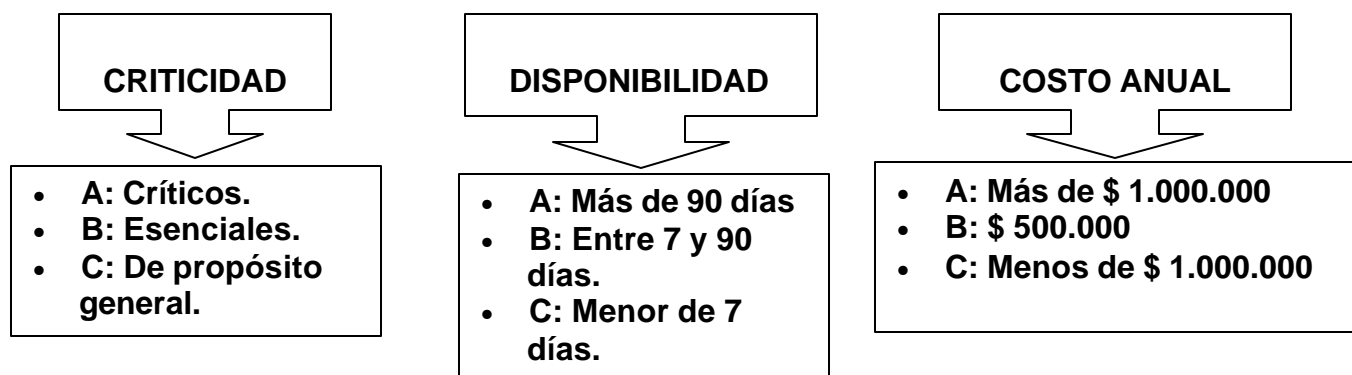 CRITICIDAD
• A: Críticos.
• B: Esenciales.
• C: De propósito
general.
DISPONIBILIDAD
• A: Más de 90 días
• B: Entre 7 y 90
días.
• C: Menor de 7
días.
COSTO ANUAL
• A: Más de $ 1.000.000
• B: $ 500.000
• C: Menos de $ 1.000.000